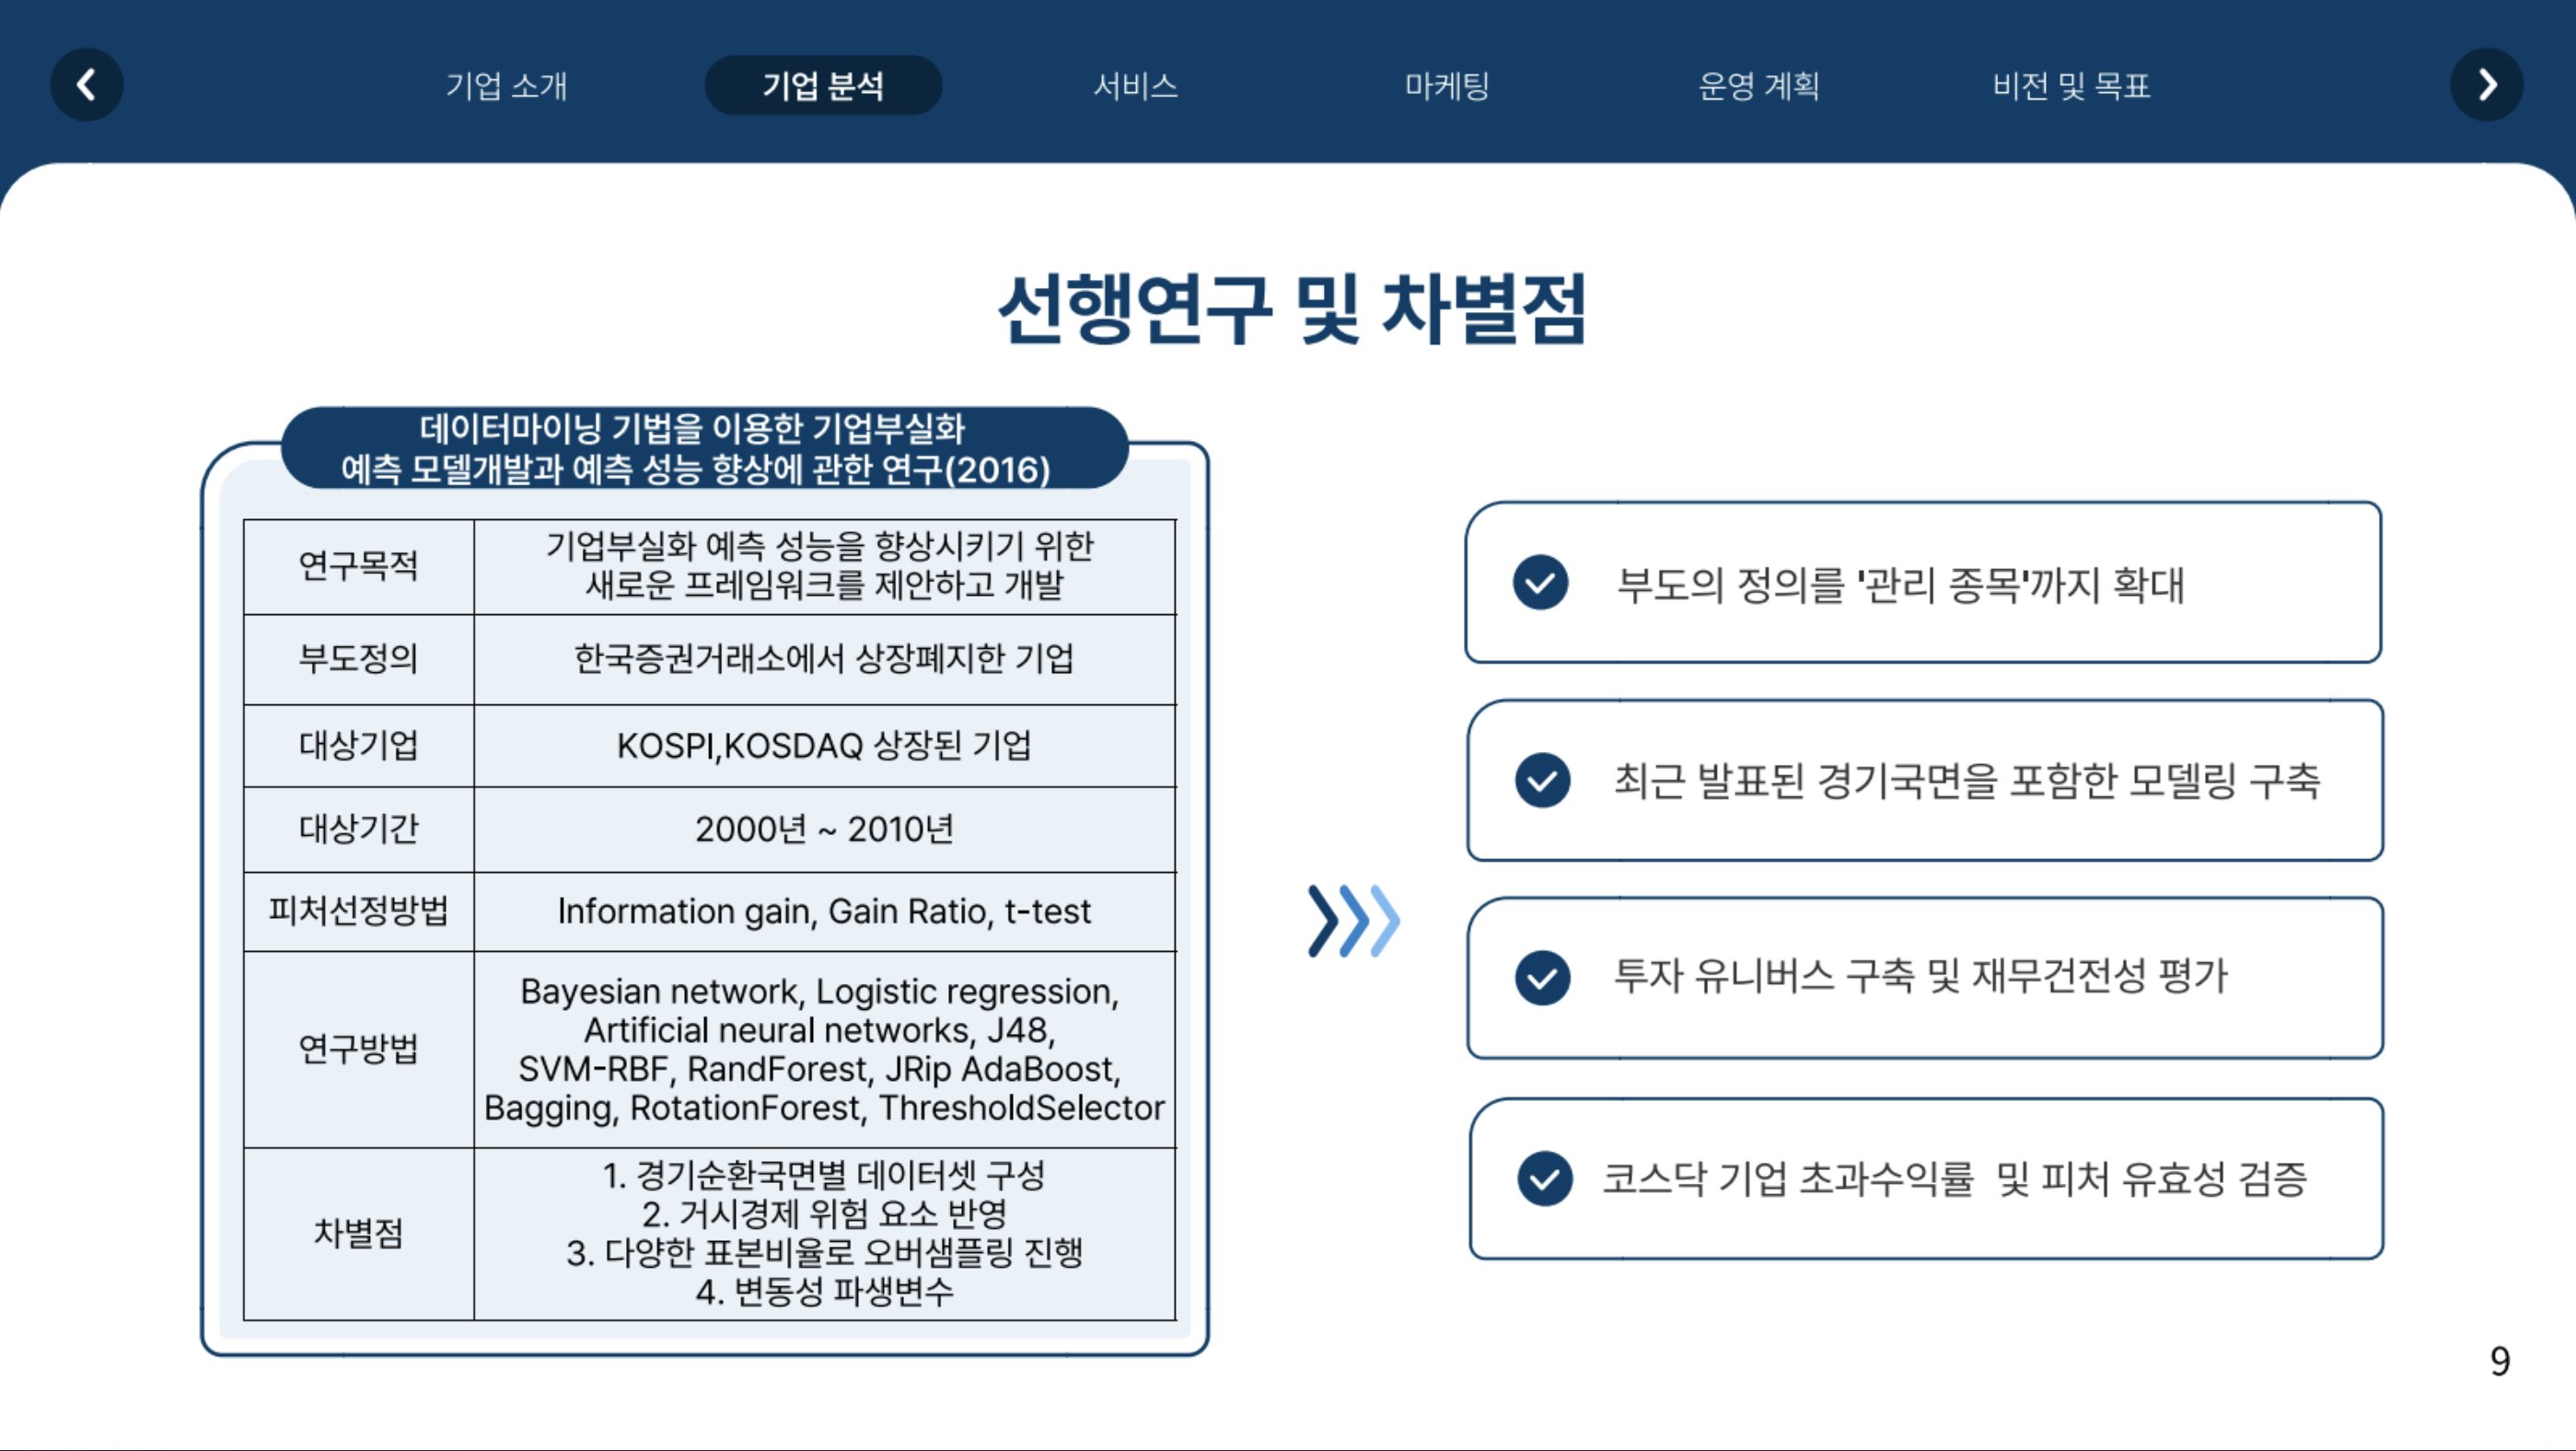 기업 소개
기업 분석
서비스
마케팅
운영 계획
비전 및 목표
선행연구 및 차별점
데이터마이닝 기법을 이용한 기업부실화
예측 모델개발과 예측 성능 향상에 관한 연구(2016)
연구목적
기업부실화 예측 성능을 향상시키기 위한
새로운 프레임워크를 제안하고 개발
부도정의
한국증권거래소에서 상장폐지한 기업
대상기업
KOSPI,KOSDAQ 상장된 기업
대상기간
2000년 ~ 2010년
피처선정방법
Information gain, Gain Ratio, t-test
연구방법
Bayesian network, Logistic regression,
Artificial neural networks, J48,
SVM-RBF, RandForest, JRip AdaBoost,
Bagging, RotationForest, ThresholdSelector
차별점
1. 경기순환국면별 데이터셋 구성
2. 거시경제 위험 요소 반영
3. 다양한 표본비율로 오버샘플링 진행
4. 변동성 파생변수
부도의 정의를 '관리 종목'까지 확대
최근 발표된 경기국면을 포함한 모델링 구축
투자 유니버스 구축 및 재무건전성 평가
코스닥 기업 초과수익률 및 피처 유효성 검증
9